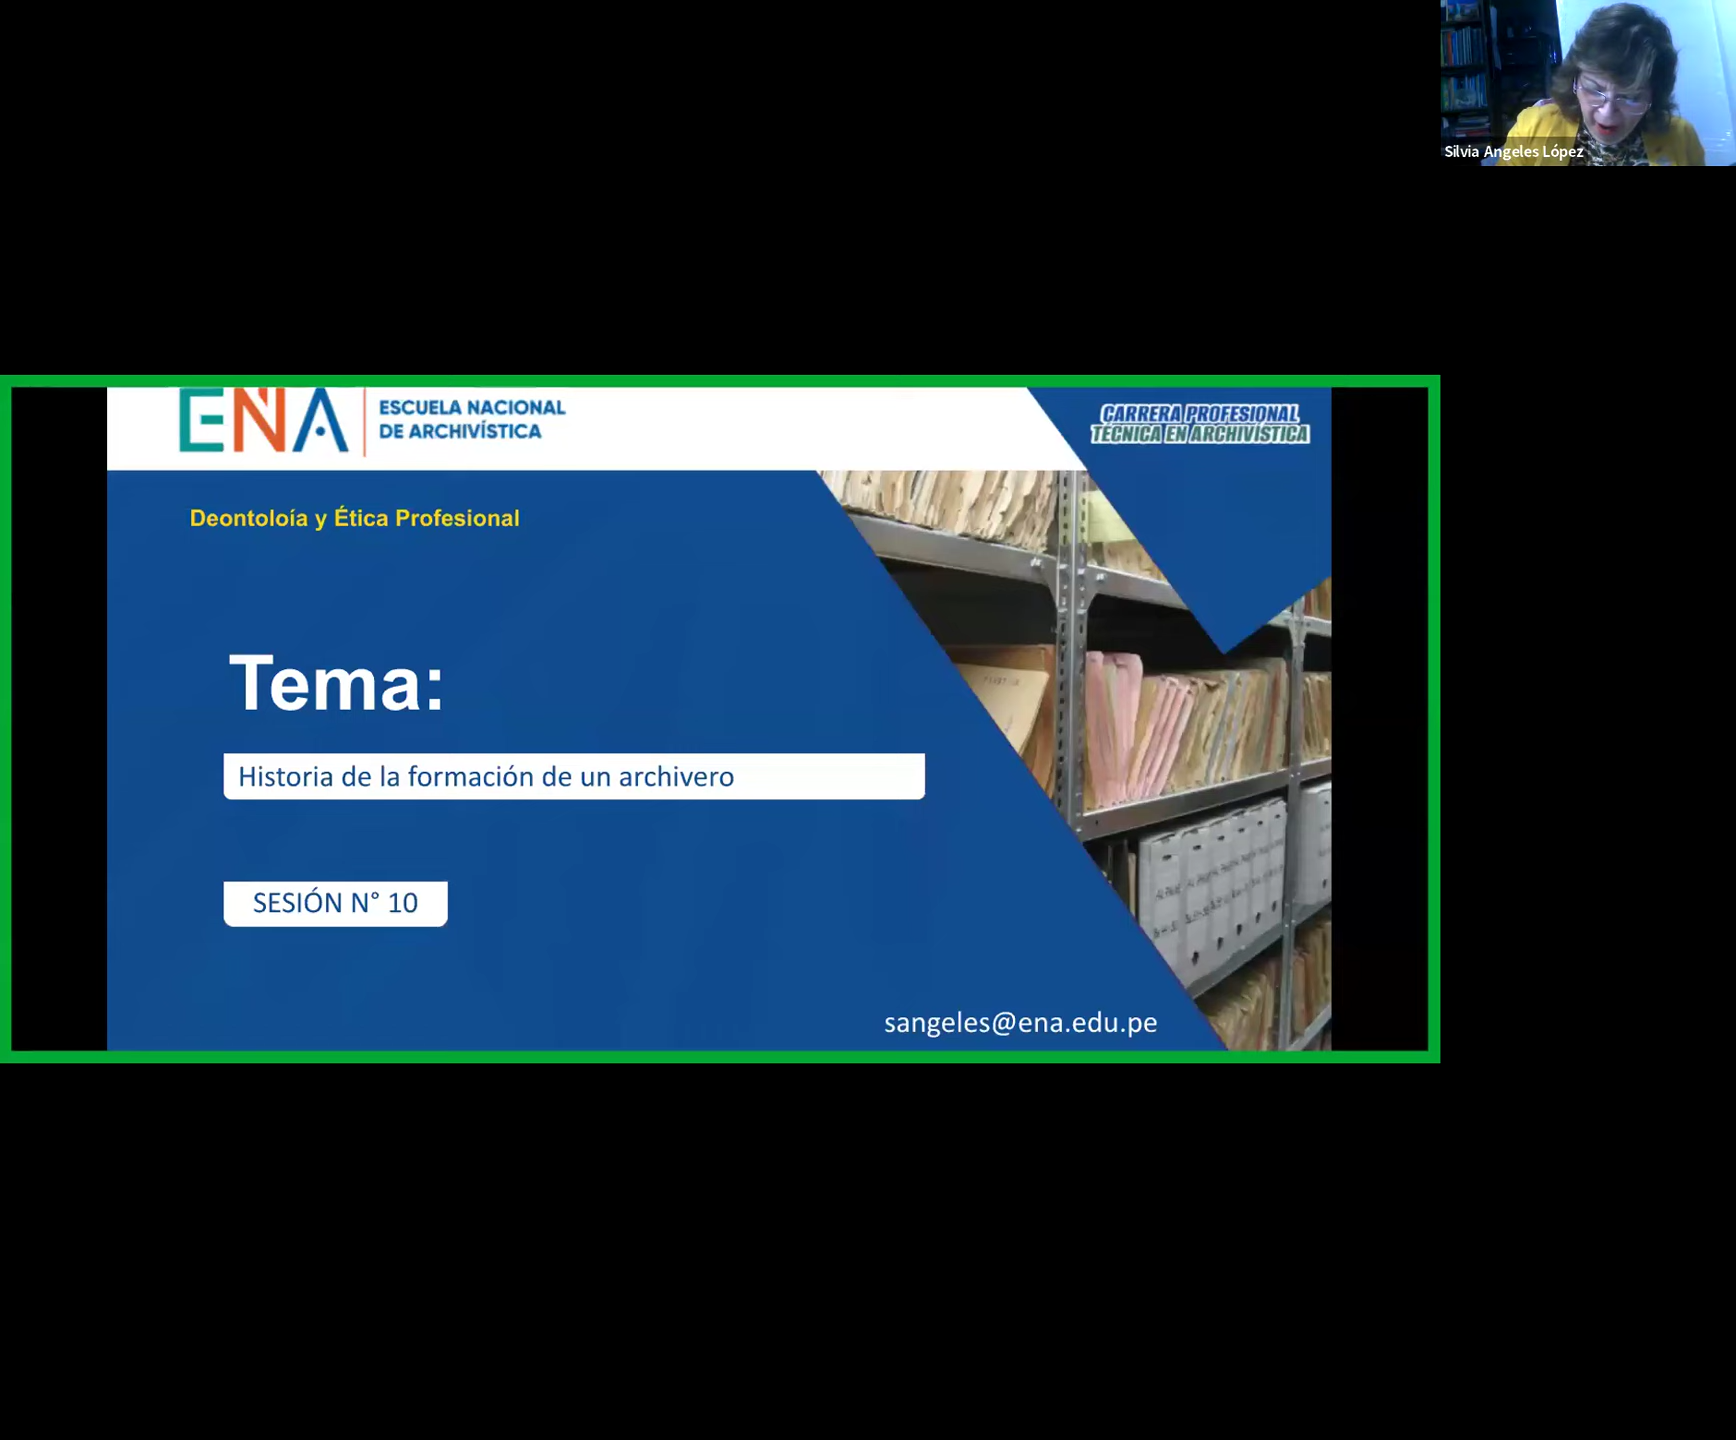 Silvia Angeles López
ENA
ESCUELA NACIONAL
DE ARCHIVÍSTICA
CARRERA PROFESIONAL
TÉCNICA EN ARCHIVÍSTICA
Deontoloía y Ética Profesional
Tema:
Historia de la formación de un archivero
SESIÓN N° 10
sangeles@ena.edu.pe